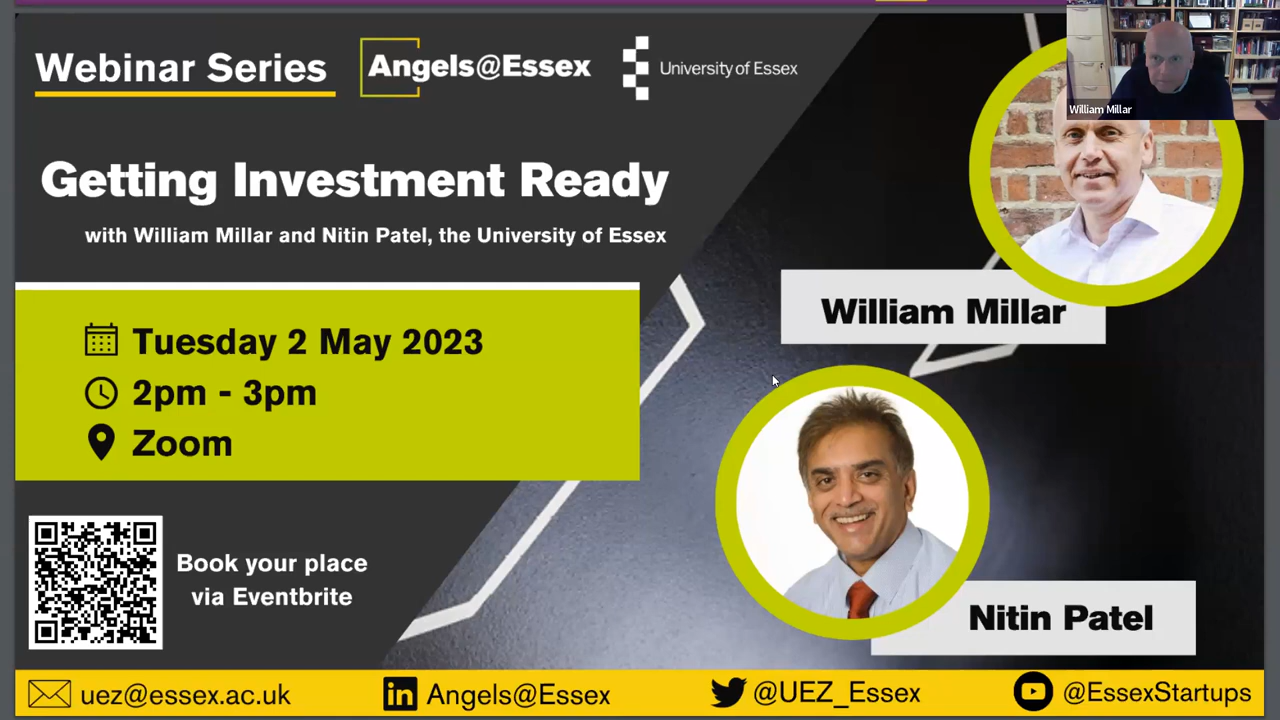 Webinar Series
Angels@Essex
University of Essex
William Millar
Getting Investment Ready
with William Millar and Nitin Patel, the University of Essex
William Millar
Tuesday 2 May 2023
2pm - 3pm
Zoom
Book your place
via Eventbrite
Nitin Patel
uez@essex.ac.uk
in Angels@Essex
@UEZ_Essex
@EssexStartups